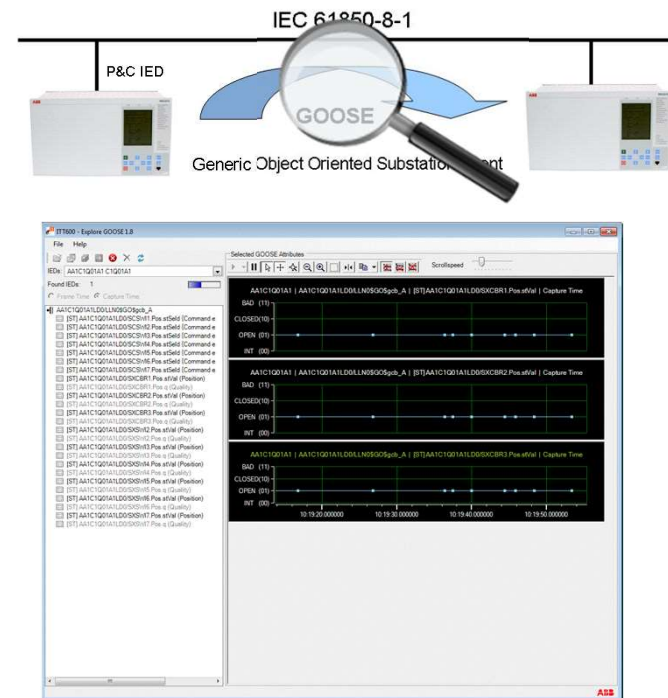 IEC 61850-8-1
P&C IED
ABB
ABB
GOOSE
Generic Object Oriented Substation Event
ITT600 - Explore GOOSE 1.8
File Help
IEDs: AA1C1Q01A1 C1Q01A1
Found IEDs: 1
Frame Time Capture Time
Selected GOOSE Attributes
Scrollspeed
AA1C1Q01A1LD0/LLN0$GO$gcb_A
[ST] AA1C1Q01A1LD0/SCSWI1.Pos.stSeld (Command e
[ST] AA1C1Q01A1LD0/SCSWI2.Pos.stSeld (Command e
[ST] AA1C1Q01A1LD0/SCSWI3.Pos.stSeld (Command e
[ST] AA1C1Q01A1LD0/SCSWI4.Pos.stSeld (Command e
[ST] AA1C1Q01A1LD0/SCSWI5.Pos.stSeld (Command e
[ST] AA1C1Q01A1LD0/SCSWI6.Pos.stSeld (Command e
[ST] AA1C1Q01A1LD0/SCSWI7.Pos.stSeld (Command e
[ST] AA1C1Q01A1LD0/SXCBR1.Pos.stVal (Position)
[ST] AA1C1Q01A1LD0/SXCBR1.Pos.q (Quality)
[ST] AA1C1Q01A1LD0/SXCBR2.Pos.stVal (Position)
[ST] AA1C1Q01A1LD0/SXCBR2.Pos.q (Quality)
[ST] AA1C1Q01A1LD0/SXCBR3.Pos.stVal (Position)
[ST] AA1C1Q01A1LD0/SXCBR3.Pos.q (Quality)
[ST] AA1C1Q01A1LD0/SXSWI2.Pos.stVal (Position)
[ST] AA1C1Q01A1LD0/SXSWI2.Pos.q (Quality)
[ST] AA1C1Q01A1LD0/SXSWI3.Pos.stVal (Position)
[ST] AA1C1Q01A1LD0/SXSWI3.Pos.q (Quality)
[ST] AA1C1Q01A1LD0/SXSWI4.Pos.stVal (Position)
[ST] AA1C1Q01A1LD0/SXSWI4.Pos.q (Quality)
[ST] AA1C1Q01A1LD0/SXSWI5.Pos.stVal (Position)
[ST] AA1C1Q01A1LD0/SXSWI5.Pos.q (Quality)
[ST] AA1C1Q01A1LD0/SXSWI6.Pos.stVal (Position)
[ST] AA1C1Q01A1LD0/SXSWI6.Pos.q (Quality)
[ST] AA1C1Q01A1LD0/SXSWI7.Pos.stVal (Position)
[ST] AA1C1Q01A1LD0/SXSWI7.Pos.q (Quality)
AA1C1Q01A1 | AA1C1Q01A1LD0/LLN0$GO$gcb_A | [ST]AA1C1Q01A1LD0/SXCBR1.Pos.stVal | Capture Time
BAD (11)
CLOSED(10)
OPEN (01)
INT (00)
AA1C1Q01A1 | AA1C1Q01A1LD0/LLN0$GO$gcb_A | [ST]AA1C1Q01A1LD0/SXCBR2.Pos.stVal | Capture Time
BAD (11)
CLOSED(10)
OPEN (01)
INT (00)
AA1C1Q01A1 | AA1C1Q01A1LD0/LLN0$GO$gcb_A | [ST]AA1C1Q01A1LD0/SXCBR3.Pos.stVal | Capture Time
BAD (11)
CLOSED(10)
OPEN (01)
INT (00)
10:19:20.000000 10:19:30.000000 10:19:40.000000 10:19:50.000000
ABB